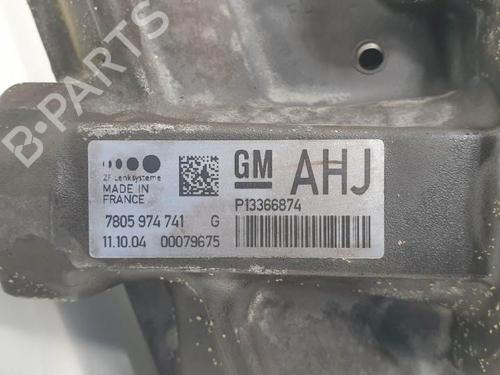 ZF Lenksysteme
MADE IN
FRANCE
7805 974 741 G
11.10.04 00079675
GM
AHJ
P13366874
B-PARTS